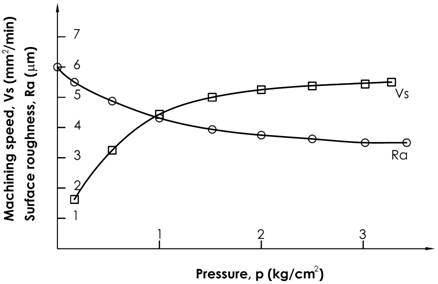 Machining speed, Vs (mm²/min)
Surface roughness, Ra (μm)
7
6
5
4
3
2
1
Vs
Ra
1
2
3
Pressure, p (kg/cm²)